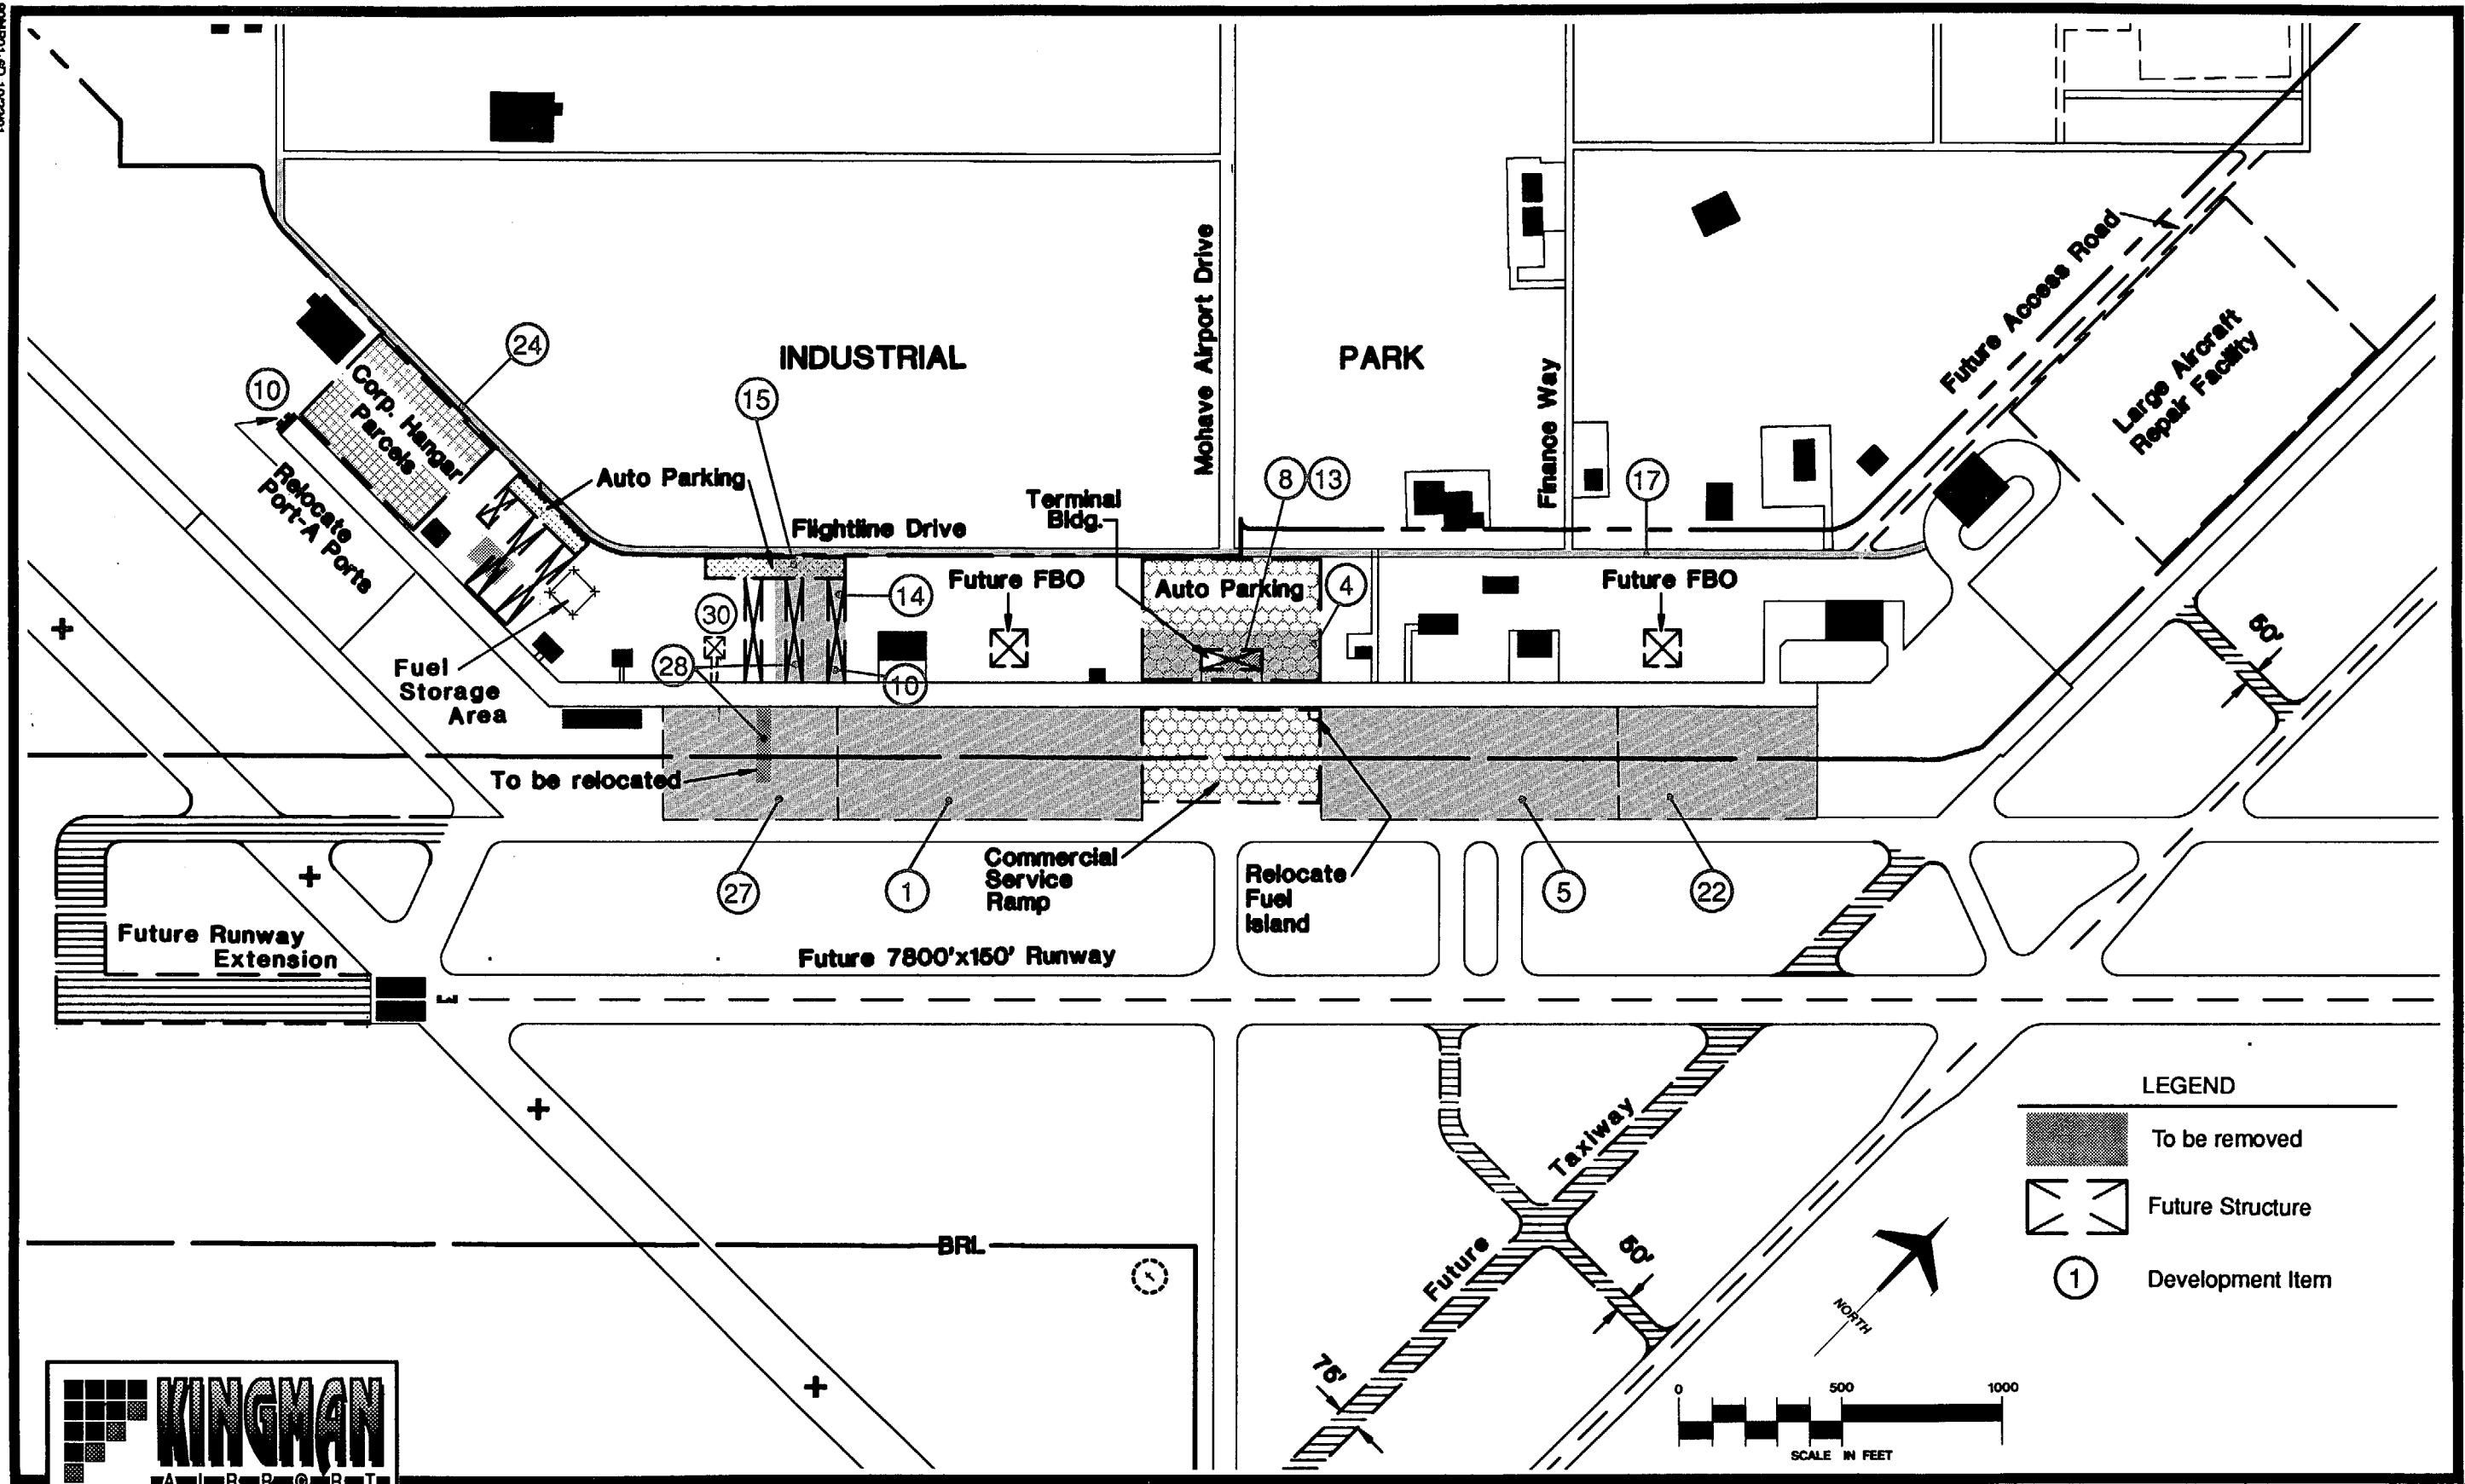 INDUSTRIAL
PARK
Mohave Airport Drive
Finance Way
Future Access Road
Large Aircraft
Repair Facility
24
10
15
Corp. Hangar
Parcels
Relocate
Port-A Ports
Auto Parking
Flightline Drive
Terminal
Bldg.
8
13
17
Future FBO
Auto Parking
4
Future FBO
14
30
28
10
Fuel
Storage
Area
To be relocated
50'
27
1
Commercial
Service
Ramp
Relocate
Fuel
Island
5
22
Future Runway
Extension
Future 7800'x150' Runway
BRL
Future
Taxiway
50'
75'
LEGEND
To be removed
Future Structure
1
Development Item
NORTH
0
500
1000
SCALE IN FEET
KINGMAN
AIRPORT